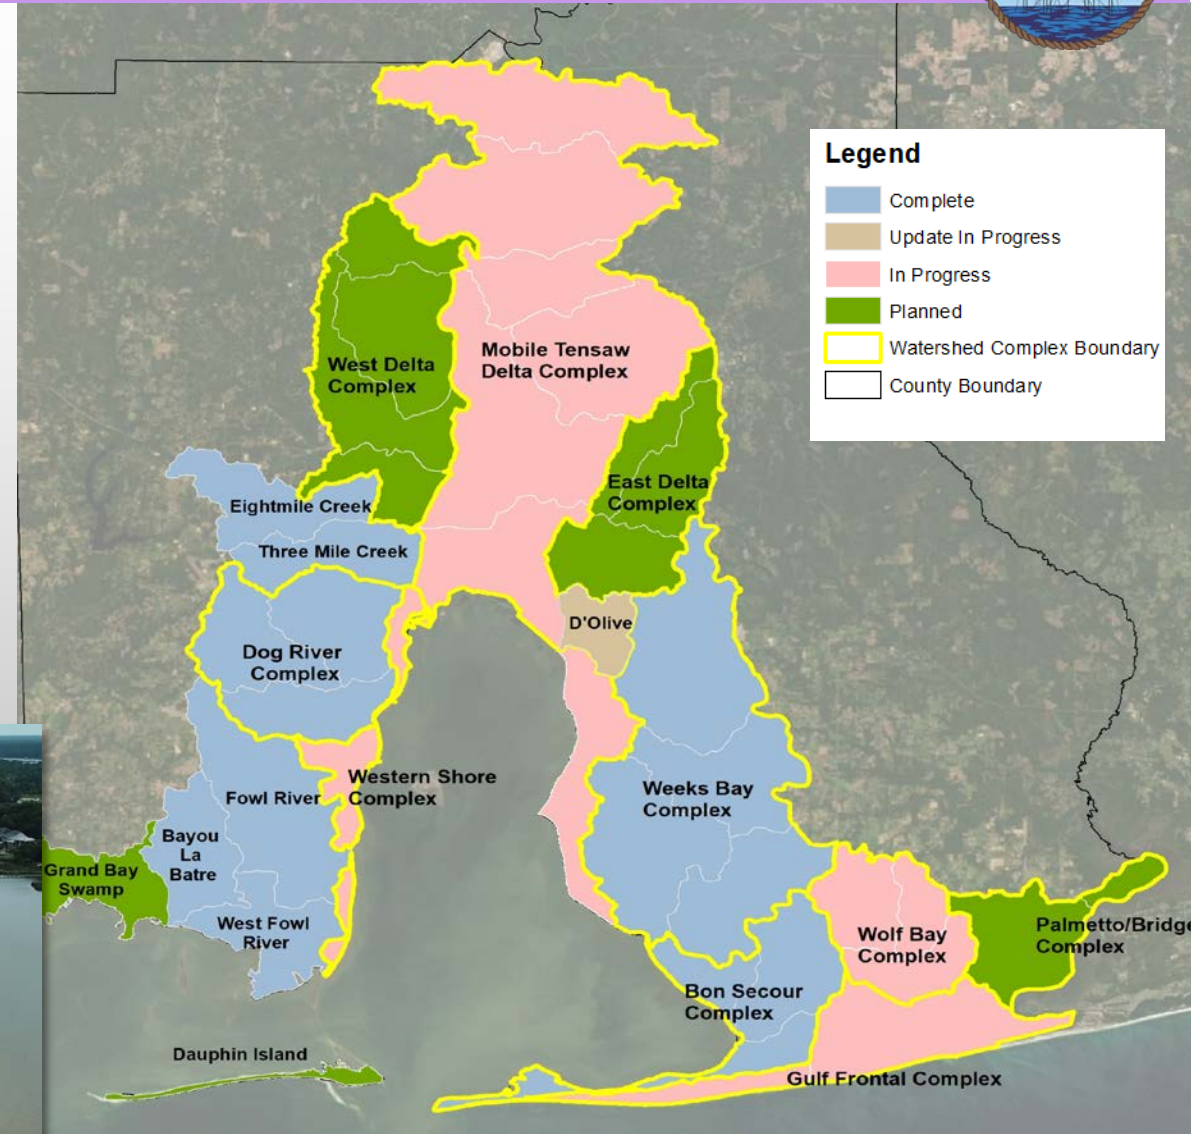 Legend
Complete
Update In Progress
In Progress
Planned
Watershed Complex Boundary
County Boundary
West Delta
Complex
Mobile Tensaw
Delta Complex
East Delta
Complex
Eightmile Creek
Three Mile Creek
D'Olive
Dog River
Complex
Western Shore
Complex
Fowl River
Weeks Bay
Complex
Bayou
La
Batre
Grand Bay
Swamp
West Fowl
River
Wolf Bay
Complex
Palmetto/Bridge
Complex
Bon Secour
Complex
Dauphin Island
Gulf Frontal Complex